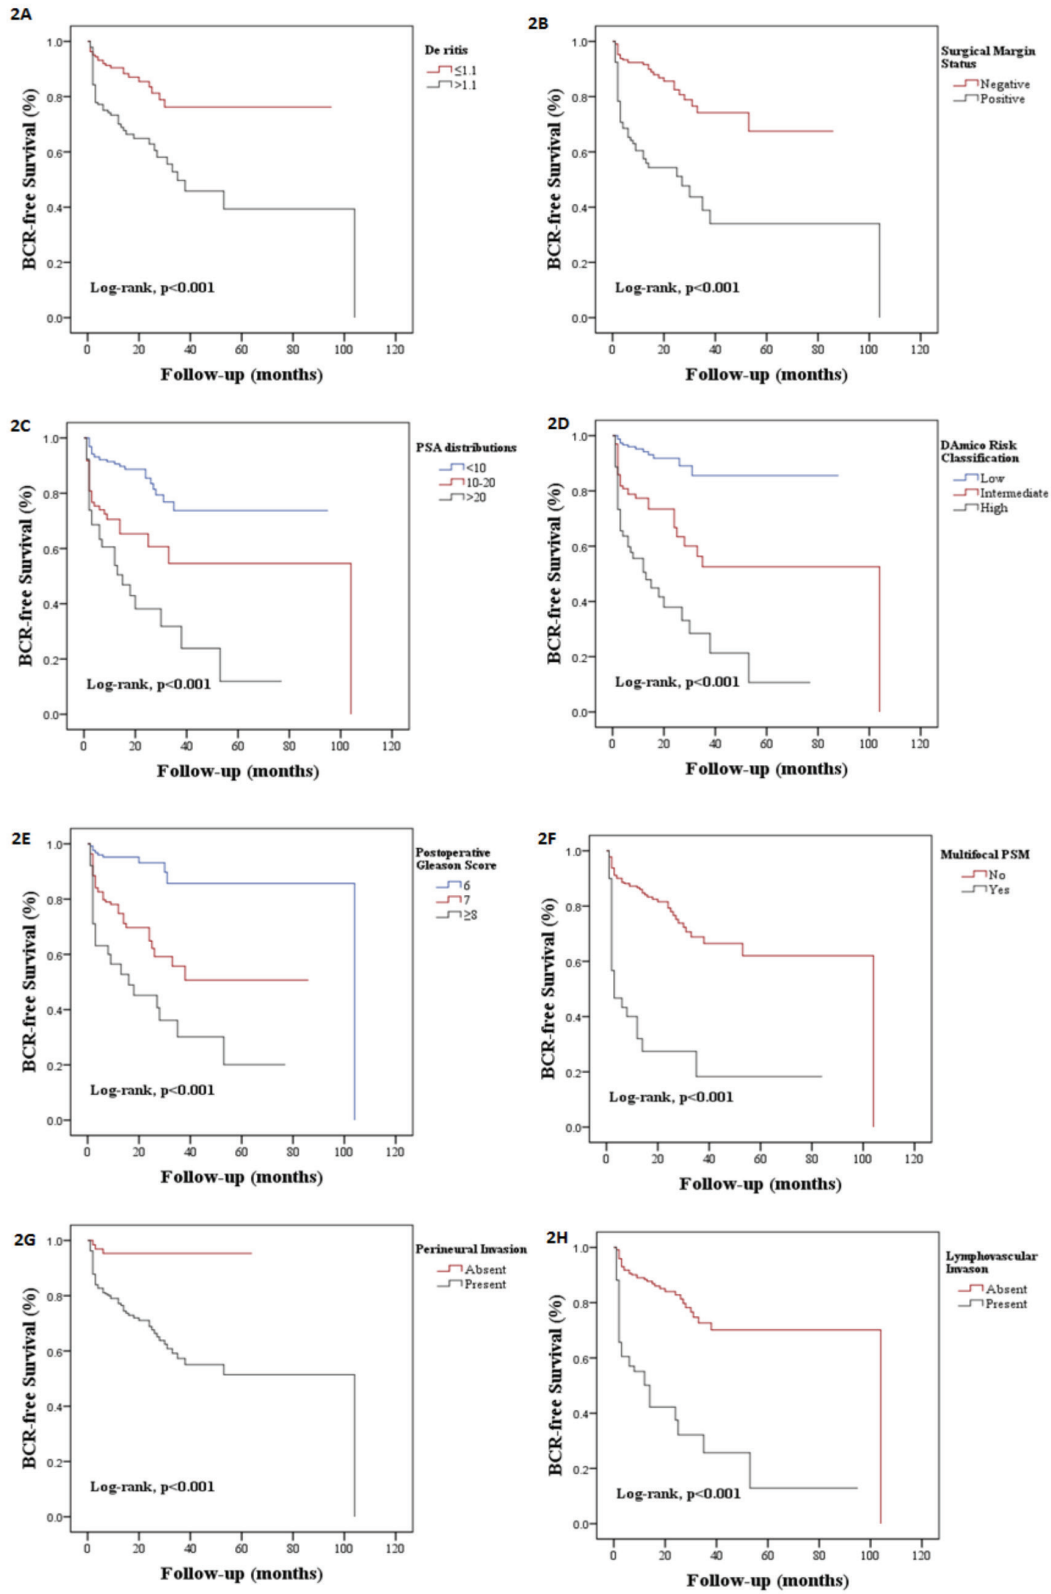 2A
De ritis
≤1.1
>1.1
BCR-free Survival (%)
1.0
0.8
0.6
0.4
0.2
0.0
Log-rank, p<0.001
0 20 40 60 80 100 120
Follow-up (months)
2B
Surgical Margin
Status
Negative
Positive
BCR-free Survival (%)
1.0
0.8
0.6
0.4
0.2
0.0
Log-rank, p<0.001
0 20 40 60 80 100 120
Follow-up (months)
2C
PSA distributions
<10
10-20
>20
BCR-free Survival (%)
1.0
0.8
0.6
0.4
0.2
0.0
Log-rank, p<0.001
0 20 40 60 80 100 120
Follow-up (months)
2D
DAmico Risk
Classification
Low
Intermediate
High
BCR-free Survival (%)
1.0
0.8
0.6
0.4
0.2
0.0
Log-rank, p<0.001
0 20 40 60 80 100 120
Follow-up (months)
2E
Postoperative
Gleason Score
6
7
≥8
BCR-free Survival (%)
1.0
0.8
0.6
0.4
0.2
0.0
Log-rank, p<0.001
0 20 40 60 80 100 120
Follow-up (months)
2F
Multifocal PSM
No
Yes
BCR-free Survival (%)
1.0
0.8
0.6
0.4
0.2
0.0
Log-rank, p<0.001
0 20 40 60 80 100 120
Follow-up (months)
2G
Perineural Invasion
Absent
Present
BCR-free Survival (%)
1.0
0.8
0.6
0.4
0.2
0.0
Log-rank, p<0.001
0 20 40 60 80 100 120
Follow-up (months)
2H
Lymphovascular
Invason
Absent
Present
BCR-free Survival (%)
1.0
0.8
0.6
0.4
0.2
0.0
Log-rank, p<0.001
0 20 40 60 80 100 120
Follow-up (months)